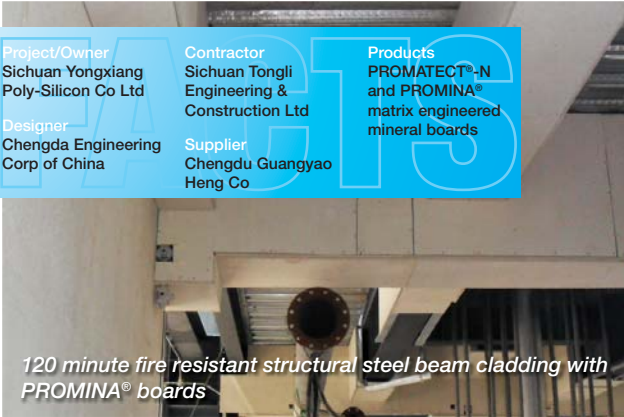 FACTS
Project/Owner
Sichuan Yongxiang
Poly-Silicon Co Ltd
Designer
Chengda Engineering
Corp of China
Contractor
Sichuan Tongli
Engineering &
Construction Ltd
Supplier
Chengdu Guangyao
Heng Co
Products
PROMATECT®-N
and PROMINA®
matrix engineered
mineral boards
120 minute fire resistant structural steel beam cladding with
PROMINA® boards